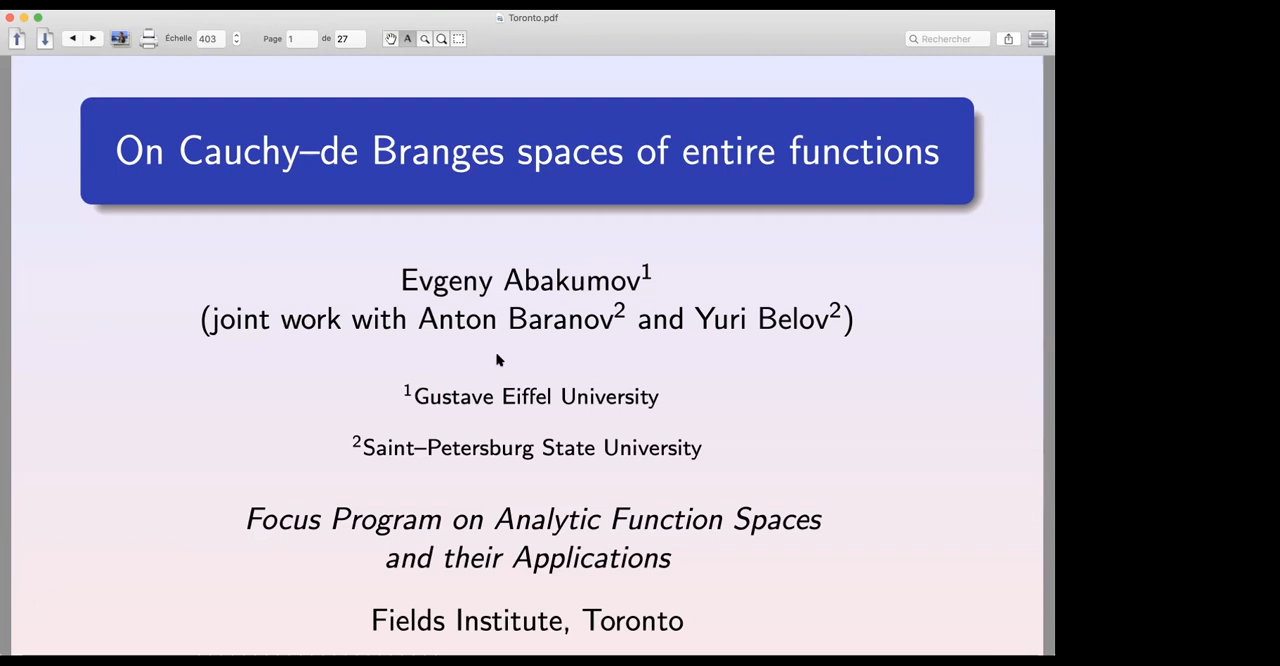 Toronto.pdf
Échelle 403 Page 1 de 27 A Rechercher
On Cauchy–de Branges spaces of entire functions
Evgeny Abakumov¹
(joint work with Anton Baranov² and Yuri Belov²)
¹Gustave Eiffel University
²Saint–Petersburg State University
Focus Program on Analytic Function Spaces
and their Applications
Fields Institute, Toronto